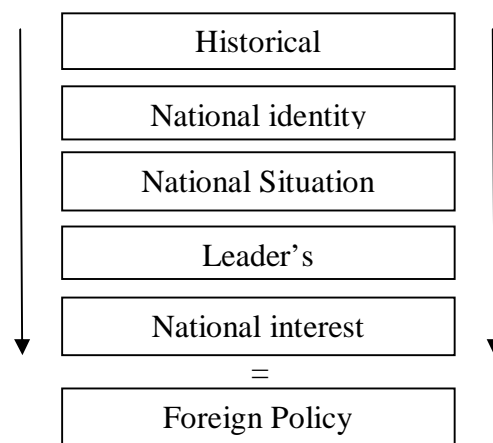 Historical
National identity
National Situation
Leader's
National interest
=
Foreign Policy